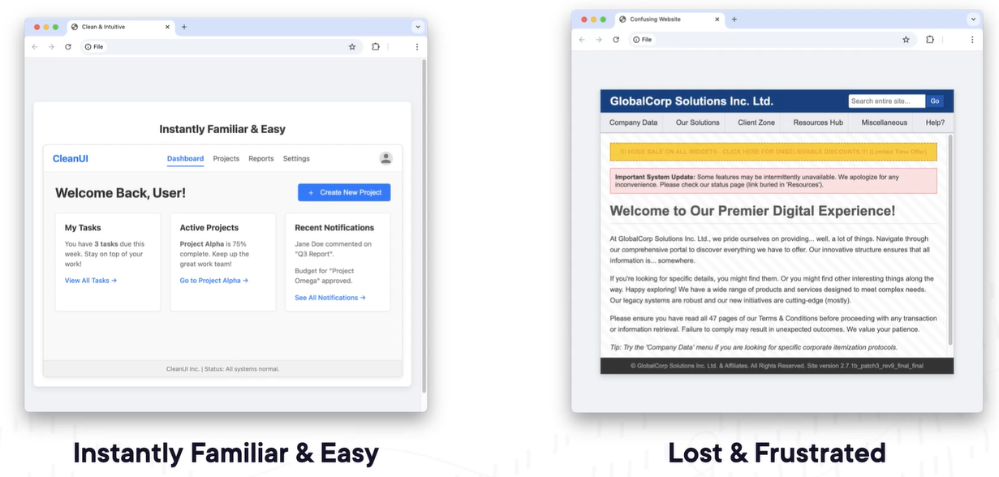 Clean & Intuitive
File
Instantly Familiar & Easy
CleanUI
Dashboard
Projects
Reports
Settings
Welcome Back, User!
+ Create New Project
My Tasks
You have 3 tasks due this
week. Stay on top of your
work!
View All Tasks →
Active Projects
Project Alpha is 75%
complete. Keep up the
great work team!
Go to Project Alpha →
Recent Notifications
Jane Doe commented on
"Q3 Report".
Budget for "Project
Omega" approved.
See All Notifications →
CleanUI Inc. | Status: All systems normal.
Instantly Familiar & Easy
Confusing Website
File
GlobalCorp Solutions Inc. Ltd.
Search entire site...
Go
Company Data
Our Solutions
Client Zone
Resources Hub
Miscellaneous
Help?
!!! HUGE SALE ON ALL WIDGETS - CLICK HERE FOR UNBELIEVABLE DISCOUNTS !!! (Limited Time Offer)
Important System Update: Some features may be intermittently unavailable. We apologize for any
inconvenience. Please check our status page (link buried in 'Resources').
Welcome to Our Premier Digital Experience!
At GlobalCorp Solutions Inc. Ltd., we pride ourselves on providing... well, a lot of things. Navigate through
our comprehensive portal to discover everything we have to offer. Our innovative structure ensures that all
information is... somewhere.
If you're looking for specific details, you might find them. Or you might find other interesting things along the
way. Happy exploring! We have a wide range of products and services designed to meet complex needs.
Our legacy systems are robust and our new initiatives are cutting-edge (mostly).
Please ensure you have read all 47 pages of our Terms & Conditions before proceeding with any transaction
or information retrieval. Failure to comply may result in unexpected outcomes. We value your patience.
Tip: Try the 'Company Data' menu if you are looking for specific corporate itemization protocols.
© GlobalCorp Solutions Inc. Ltd. & Affiliates. All Rights Reserved. Site version 2.7.1b_patch3_rev9_final_final
Lost & Frustrated